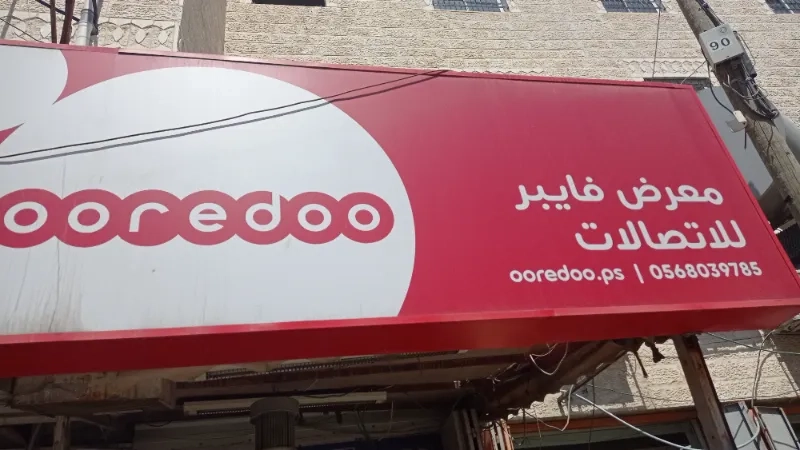 ooredoo
معرض فايبر
للاتصالات
ooredoo.ps | 0568039785
90